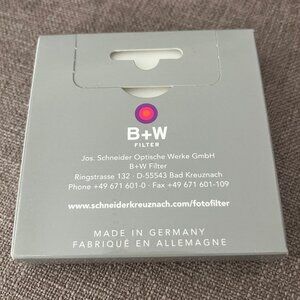 B+W
FILTER
Jos. Schneider Optische Werke GmbH
B+W Filter
Ringstrasse 132 · D-55543 Bad Kreuznach
Phone +49 671 601-0 · Fax +49 671 601-109
www.schneiderkreuznach.com/fotofilter
MADE IN GERMANY
FABRIQUÉ EN ALLEMAGNE